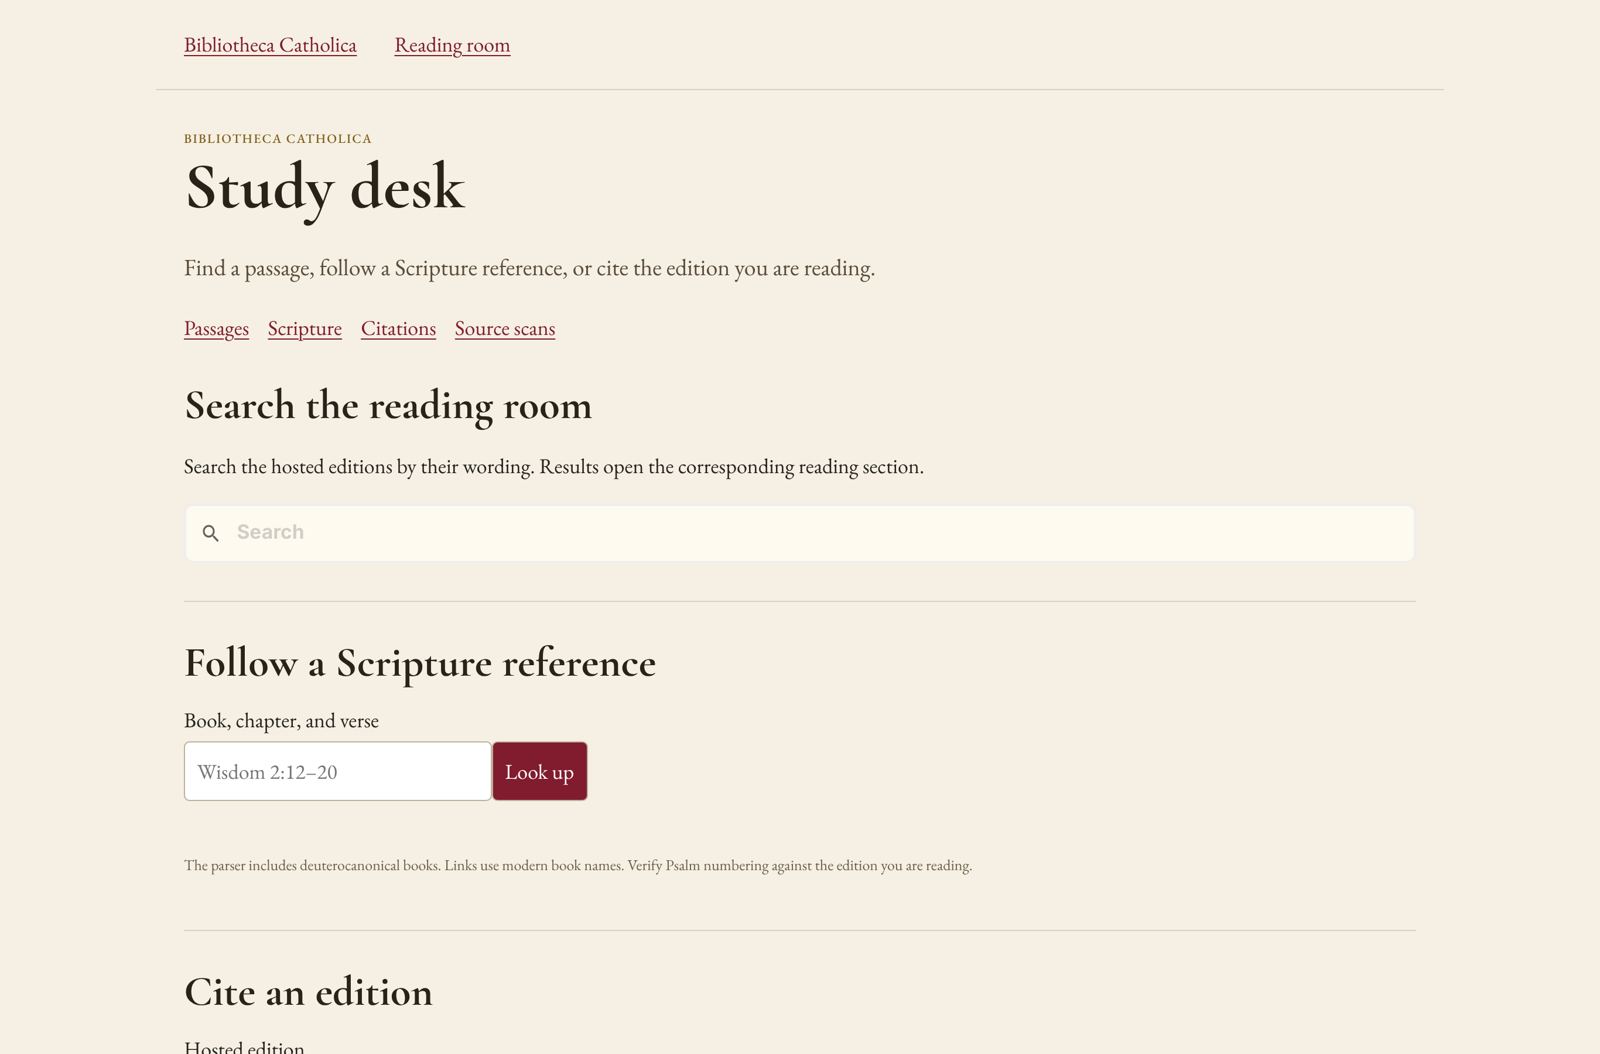 Bibliotheca Catholica Reading room
BIBLIOTHECA CATHOLICA
Study desk
Find a passage, follow a Scripture reference, or cite the edition you are reading.
Passages Scripture Citations Source scans
Search the reading room
Search the hosted editions by their wording. Results open the corresponding reading section.
Search
Follow a Scripture reference
Book, chapter, and verse
Wisdom 2:12–20 Look up
The parser includes deuterocanonical books. Links use modern book names. Verify Psalm numbering against the edition you are reading.
Cite an edition
Hosted edition